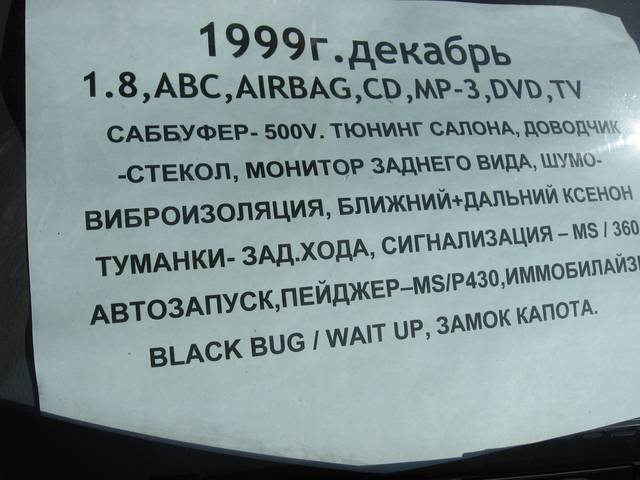 1999г.декабрь
1.8,ABC,AIRBAG,CD,MP-3,DVD,TV
САББУФЕР- 500V. ТЮНИНГ САЛОНА, ДОВОДЧИК
-СТЕКОЛ, МОНИТОР ЗАДНЕГО ВИДА, ШУМО-
ВИБРОИЗОЛЯЦИЯ, БЛИЖНИЙ+ДАЛЬНИЙ КСЕНОН
ТУМАНКИ- ЗАД.ХОДА, СИГНАЛИЗАЦИЯ – MS / 360
АВТОЗАПУСК,ПЕЙДЖЕР–MS/P430,ИММОБИЛАЙЗ
BLACK BUG / WAIT UP, ЗАМОК КАПОТА.